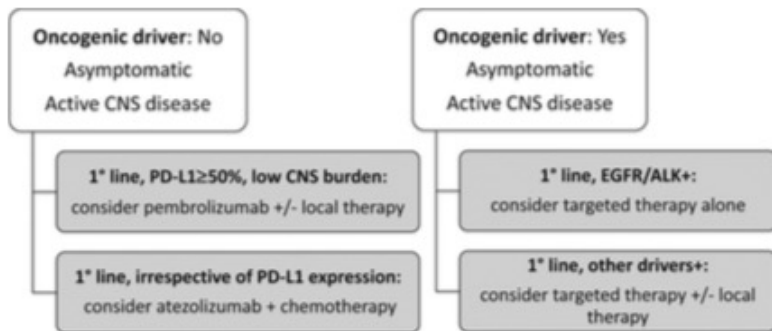 Oncogenic driver: No
Asymptomatic
Active CNS disease
1° line, PD-L1≥50%, low CNS burden:
consider pembrolizumab +/- local therapy
1° line, irrespective of PD-L1 expression:
consider atezolizumab + chemotherapy
Oncogenic driver: Yes
Asymptomatic
Active CNS disease
1° line, EGFR/ALK+:
consider targeted therapy alone
1° line, other drivers+:
consider targeted therapy +/- local
therapy